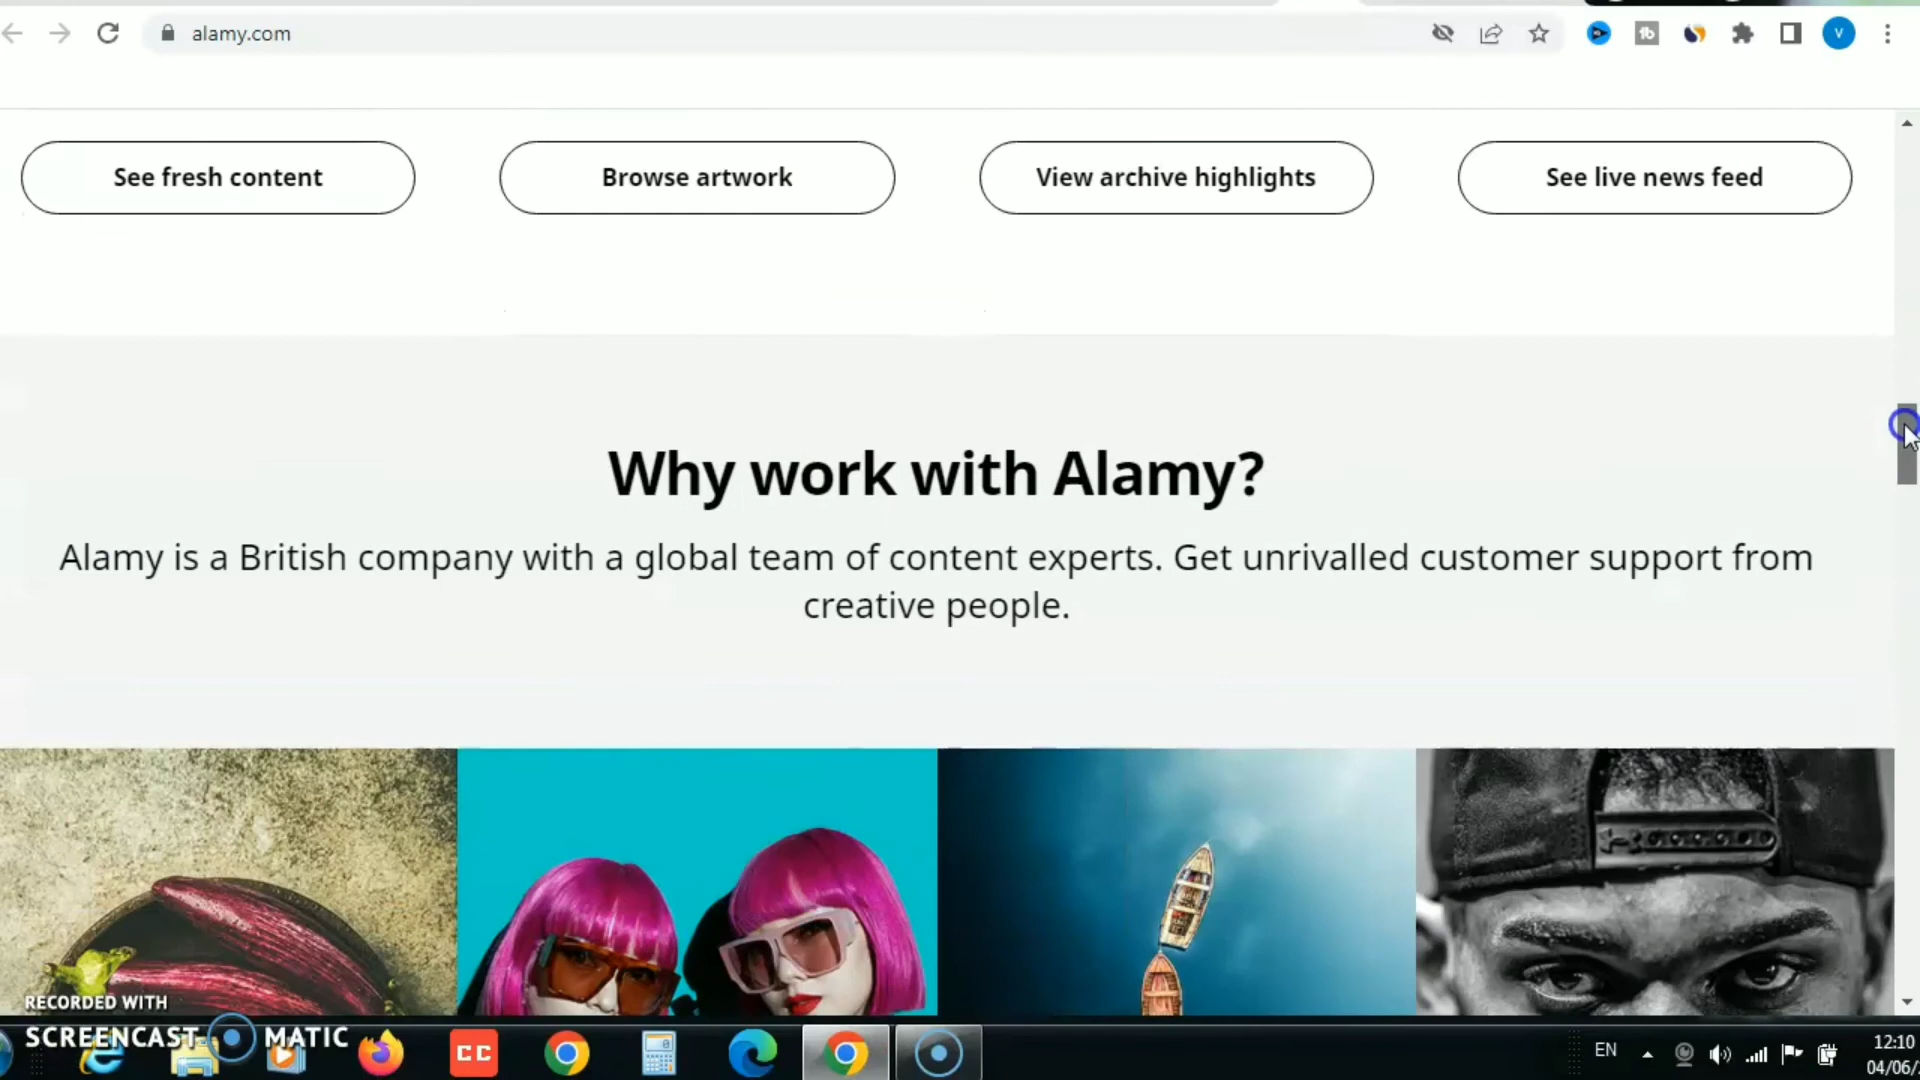 alamy.com
V
See fresh content
Browse artwork
View archive highlights
See live news feed
Why work with Alamy?
Alamy is a British company with a global team of content experts. Get unrivalled customer support from
creative people.
RECORDED WITH
SCREENCAST MATIC
CC
EN
12:10
04/06/